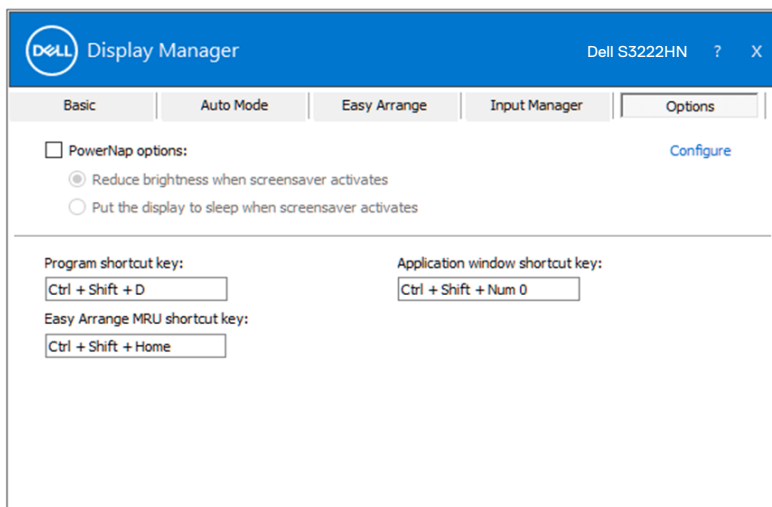 DELL Display Manager Dell S3222HN ? X
Basic Auto Mode Easy Arrange Input Manager Options
PowerNap options: Configure
Reduce brightness when screensaver activates
Put the display to sleep when screensaver activates
Program shortcut key: Application window shortcut key:
Ctrl + Shift + D Ctrl + Shift + Num 0
Easy Arrange MRU shortcut key:
Ctrl + Shift + Home